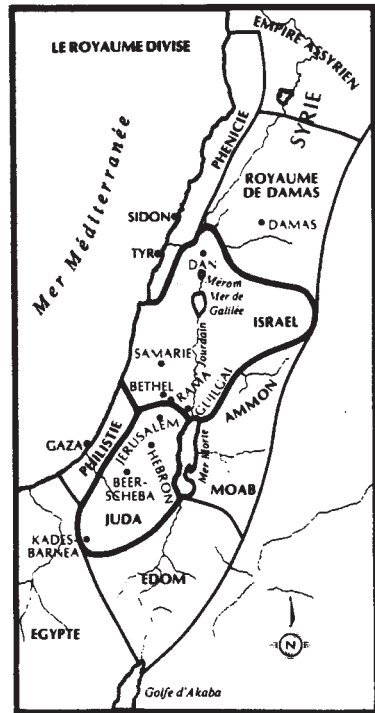 LE ROYAUME DIVISE
EMPIRE ASSYRIEN
SYRIE
Mer Méditerranée
PHENICIE
ROYAUME
DE DAMAS
SIDON
DAMAS
TYR
DAN
Mérom
Mer de
Galilée
ISRAEL
Jourdain
SAMARIE
BETHEL
RAMA
GUILGAL
AMMON
PHILISTIE
GAZA
JERUSALEM
HEBRON
Mer Morte
BEER-
SCHEBA
MOAB
JUDA
KADES-
BARNEA
EDOM
EGYPTE
N
Golfe d'Akaba